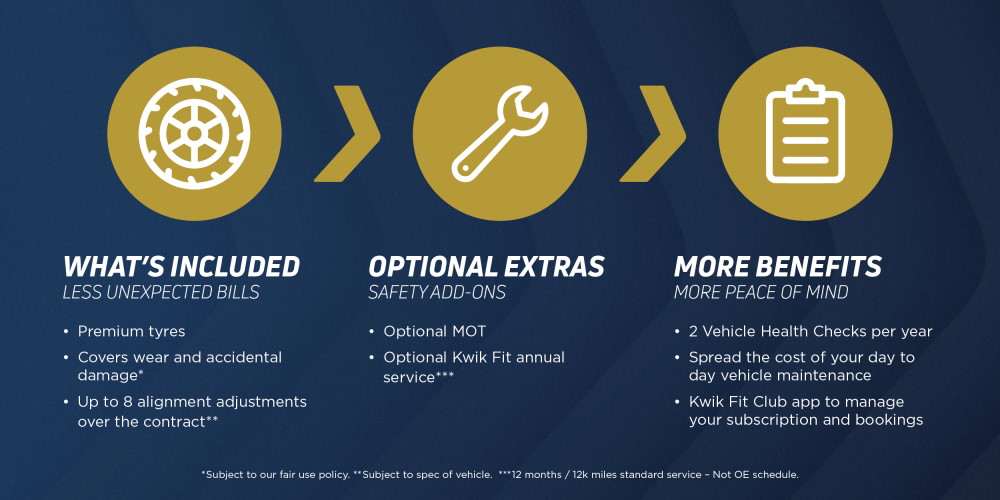 WHAT'S INCLUDED
LESS UNEXPECTED BILLS
• Premium tyres
• Covers wear and accidental
damage*
• Up to 8 alignment adjustments
over the contract**
OPTIONAL EXTRAS
SAFETY ADD-ONS
• Optional MOT
• Optional Kwik Fit annual
service***
MORE BENEFITS
MORE PEACE OF MIND
• 2 Vehicle Health Checks per year
• Spread the cost of your day to
day vehicle maintenance
• Kwik Fit Club app to manage
your subscription and bookings
*Subject to our fair use policy. **Subject to spec of vehicle. ***12 months / 12k miles standard service – Not OE schedule.